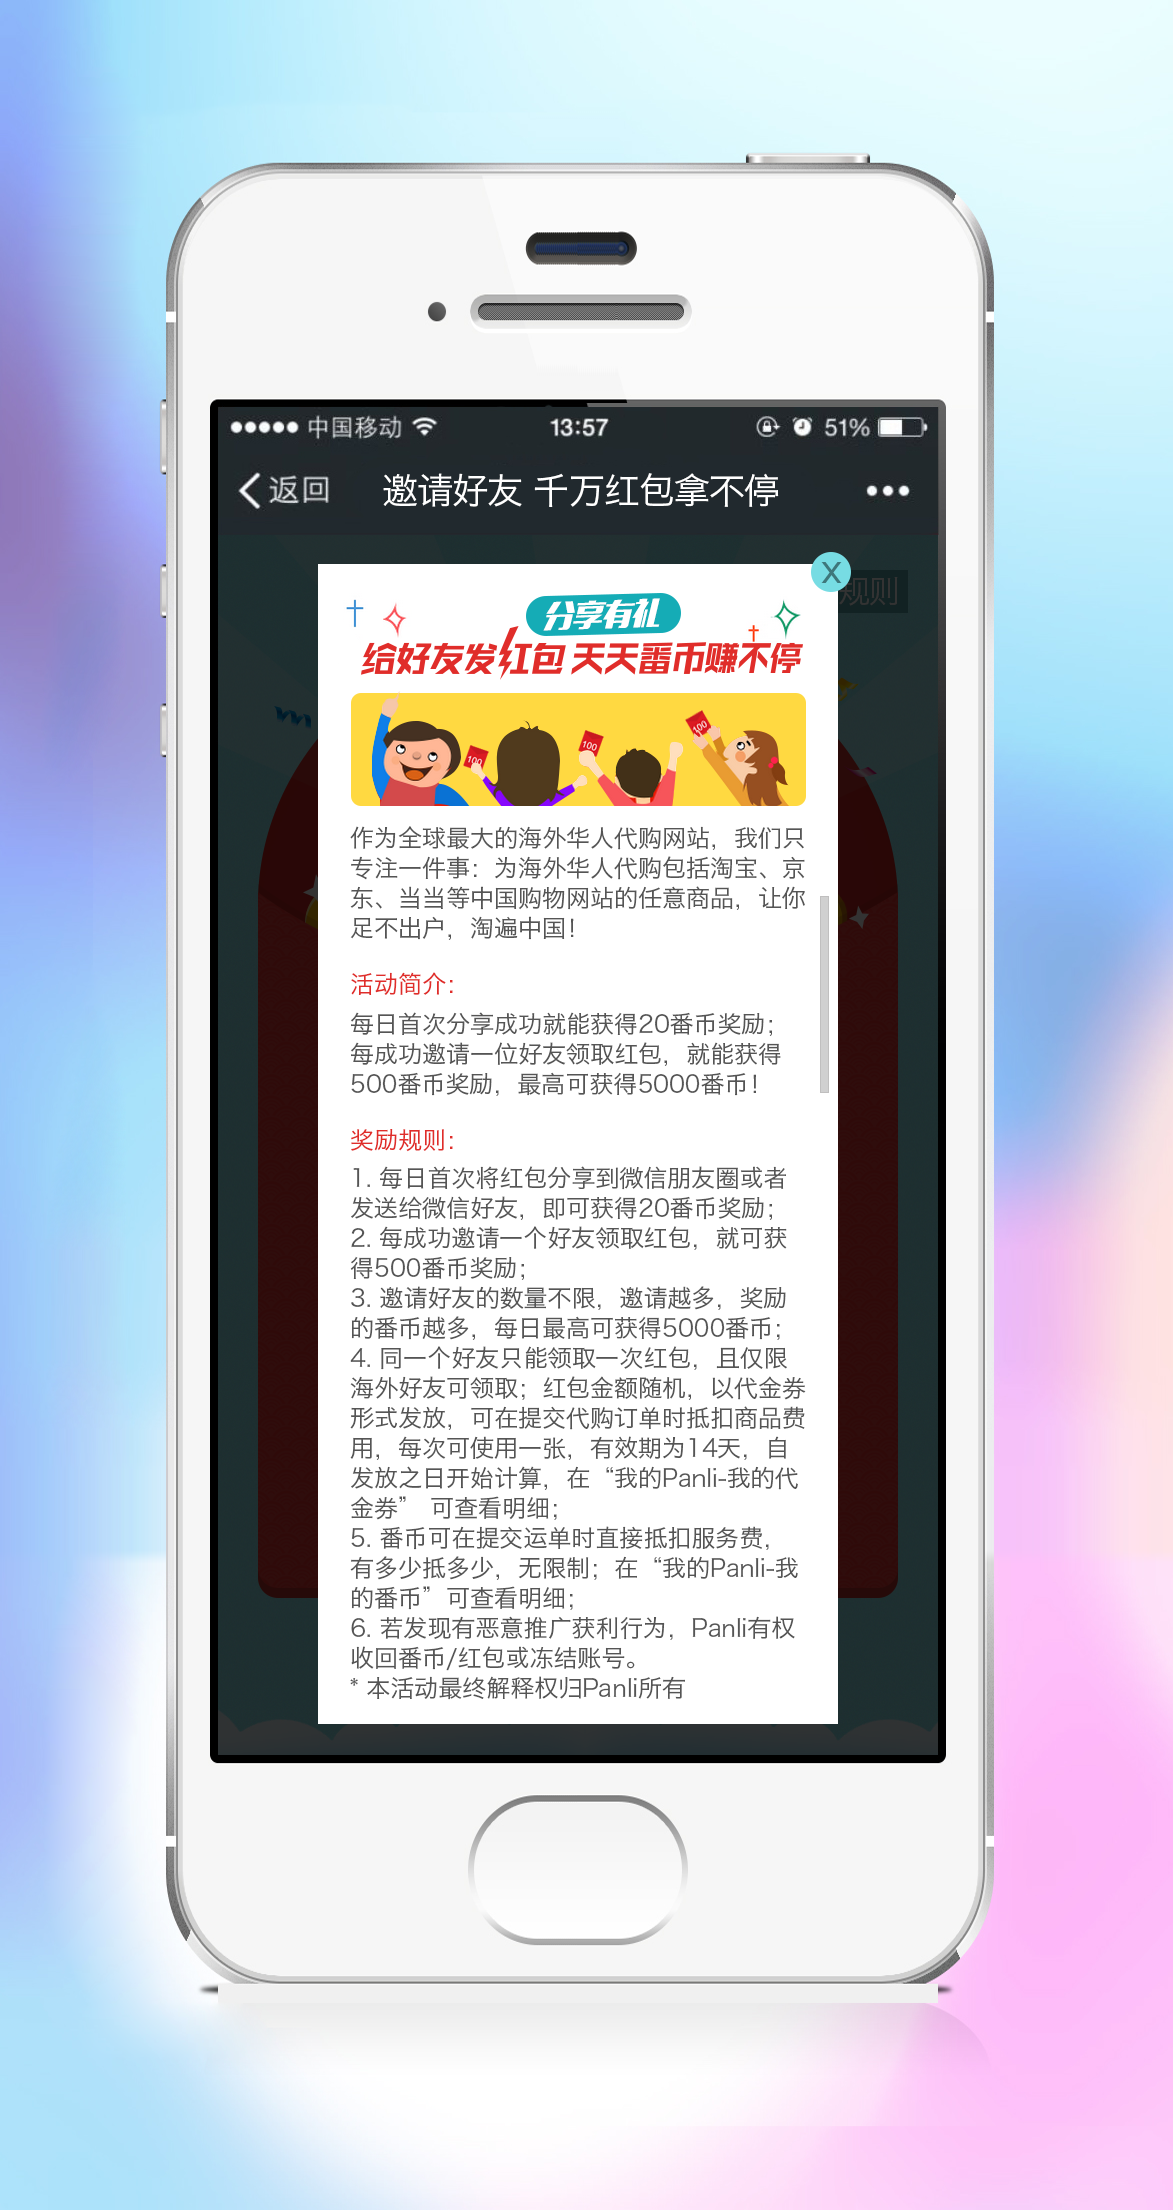 中国移动
13:57
51%
返回
邀请好友 千万红包拿不停
X
规则
分享有礼
给好友发红包 天天番币赚不停
100
100
100
作为全球最大的海外华人代购网站，我们只
专注一件事：为海外华人代购包括淘宝、京
东、当当等中国购物网站的任意商品，让你
足不出户，淘遍中国！
活动简介：
每日首次分享成功就能获得20番币奖励；
每成功邀请一位好友领取红包，就能获得
500番币奖励，最高可获得5000番币！
奖励规则：
1. 每日首次将红包分享到微信朋友圈或者
发送给微信好友，即可获得20番币奖励；
2. 每成功邀请一个好友领取红包，就可获
得500番币奖励；
3. 邀请好友的数量不限，邀请越多，奖励
的番币越多，每日最高可获得5000番币；
4. 同一个好友只能领取一次红包，且仅限
海外好友可领取；红包金额随机，以代金券
形式发放，可在提交代购订单时抵扣商品费
用，每次可使用一张，有效期为14天，自
发放之日开始计算，在“我的Panli-我的代
金券” 可查看明细；
5. 番币可在提交运单时直接抵扣服务费，
有多少抵多少，无限制；在“我的Panli-我
的番币”可查看明细；
6. 若发现有恶意推广获利行为，Panli有权
收回番币/红包或冻结账号。
* 本活动最终解释权归Panli所有